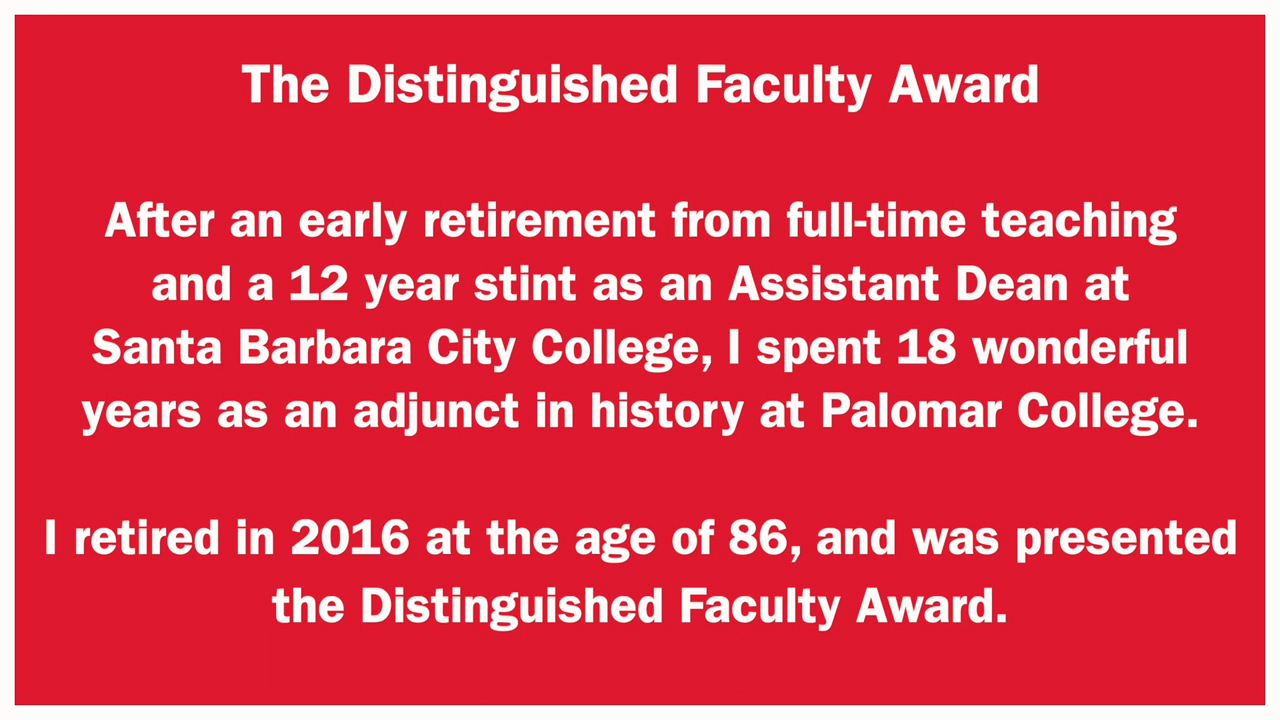 The Distinguished Faculty Award
After an early retirement from full-time teaching
and a 12 year stint as an Assistant Dean at
Santa Barbara City College, I spent 18 wonderful
years as an adjunct in history at Palomar College.
I retired in 2016 at the age of 86, and was presented
the Distinguished Faculty Award.